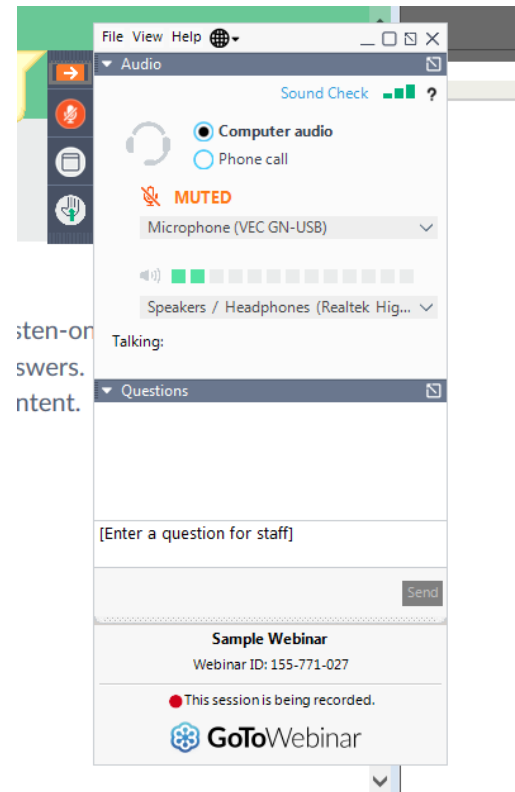 File View Help
Audio
Sound Check ?
Computer audio
Phone call
MUTED
Microphone (VEC GN-USB)
Speakers / Headphones (Realtek Hig...
Talking:
swers.
ntent.
Questions
[Enter a question for staff]
Send
Sample Webinar
Webinar ID: 155-771-027
This session is being recorded.
GoToWebinar